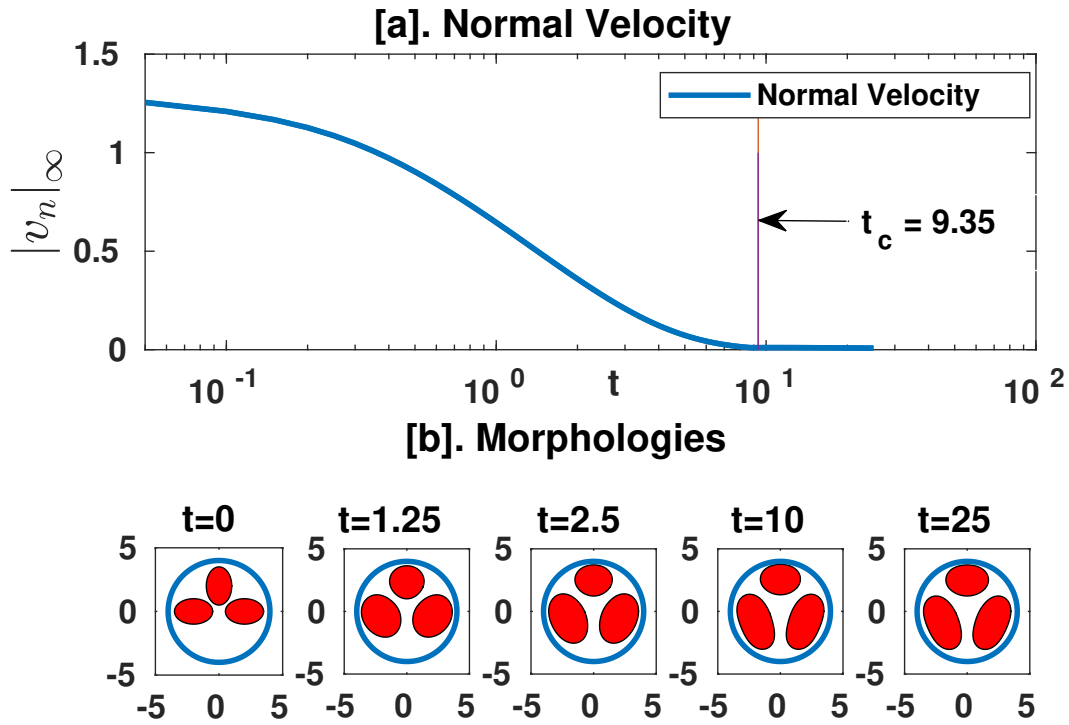 [a]. Normal Velocity
1.5
1
0.5
0
|v_n|_∞
Normal Velocity
t_c = 9.35
10^-1
10^0
t
10^1
10^2
[b]. Morphologies
t=0
t=1.25
t=2.5
t=10
t=25
5
0
-5
-5 0 5
5
0
-5
-5 0 5
5
0
-5
-5 0 5
5
0
-5
-5 0 5
5
0
-5
-5 0 5